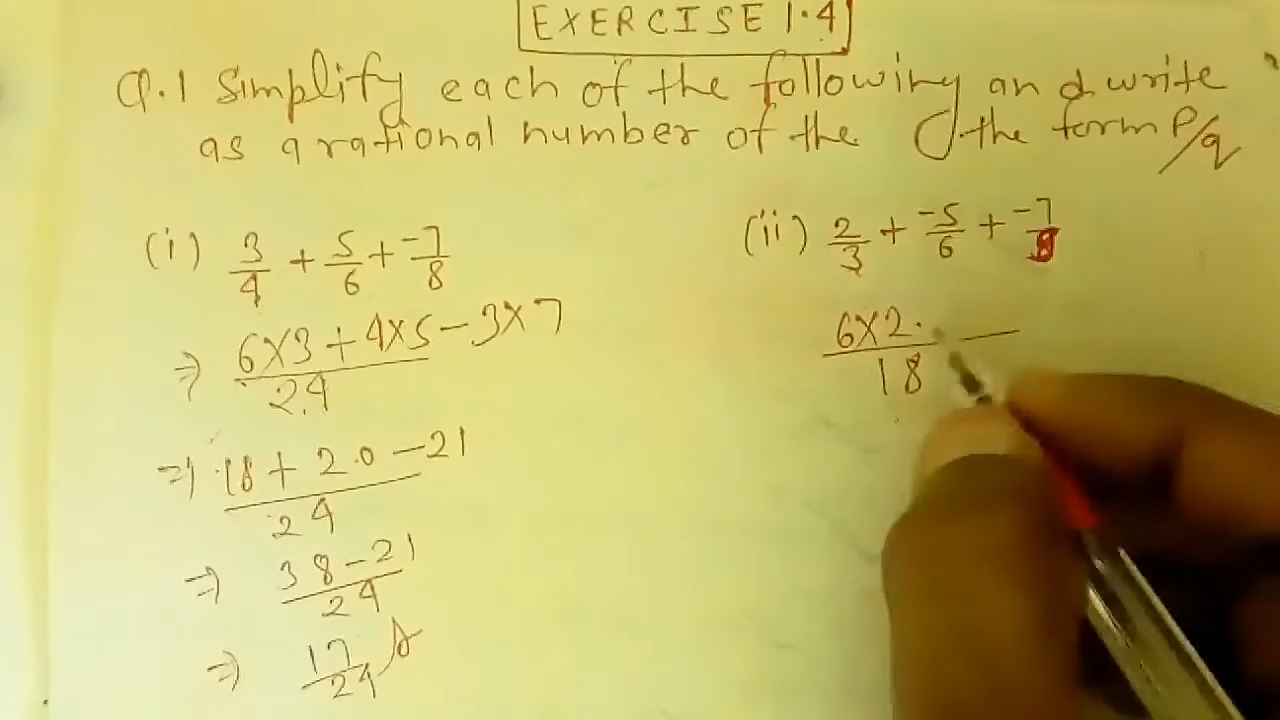 EXERCISE 1.4
Q.1 Simplify each of the following and write
as a rational number of the the form P/q
(i) 3/4 + 5/6 + -7/8
⇒ 6×3 + 4×5 - 3×7 / 24
⇒ 18 + 20 - 21 / 24
⇒ 38 - 21 / 24
⇒ 17/24
(ii) 2/3 + -5/6 + -7/
6×2 / 18